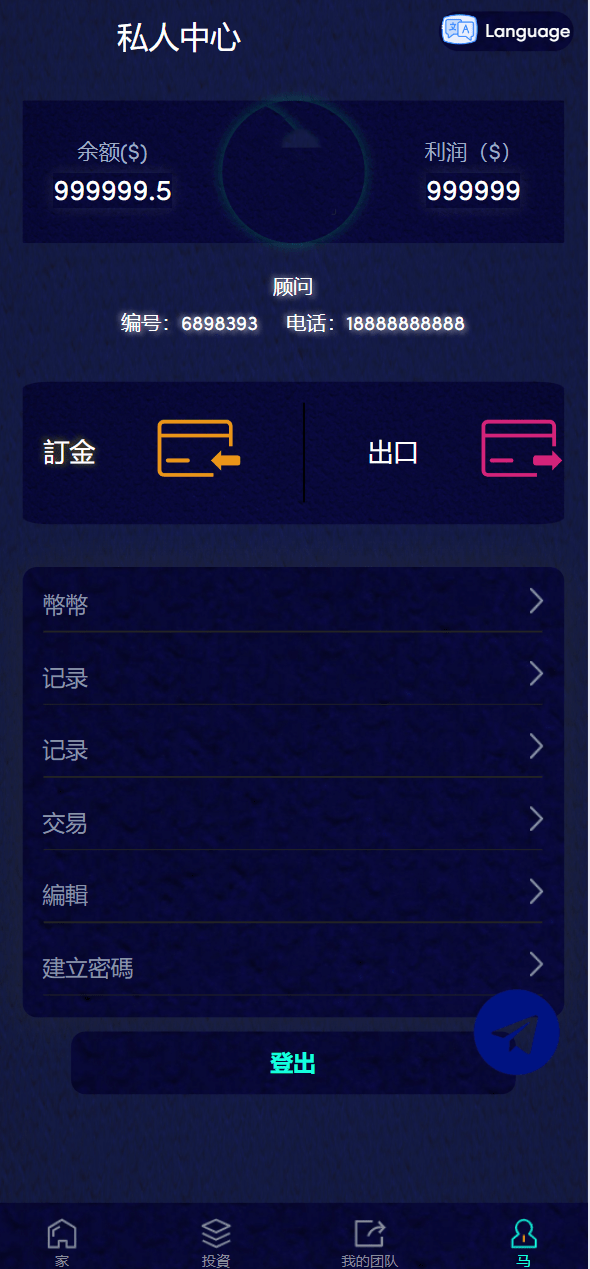 私人中心
Language
余额($)
利润（$）
999999.5
999999
顾问
编号：6898393 电话：18888888888
訂金
出口
幣幣
记录
记录
交易
編輯
建立密碼
登出
家 投資 我的团队 马